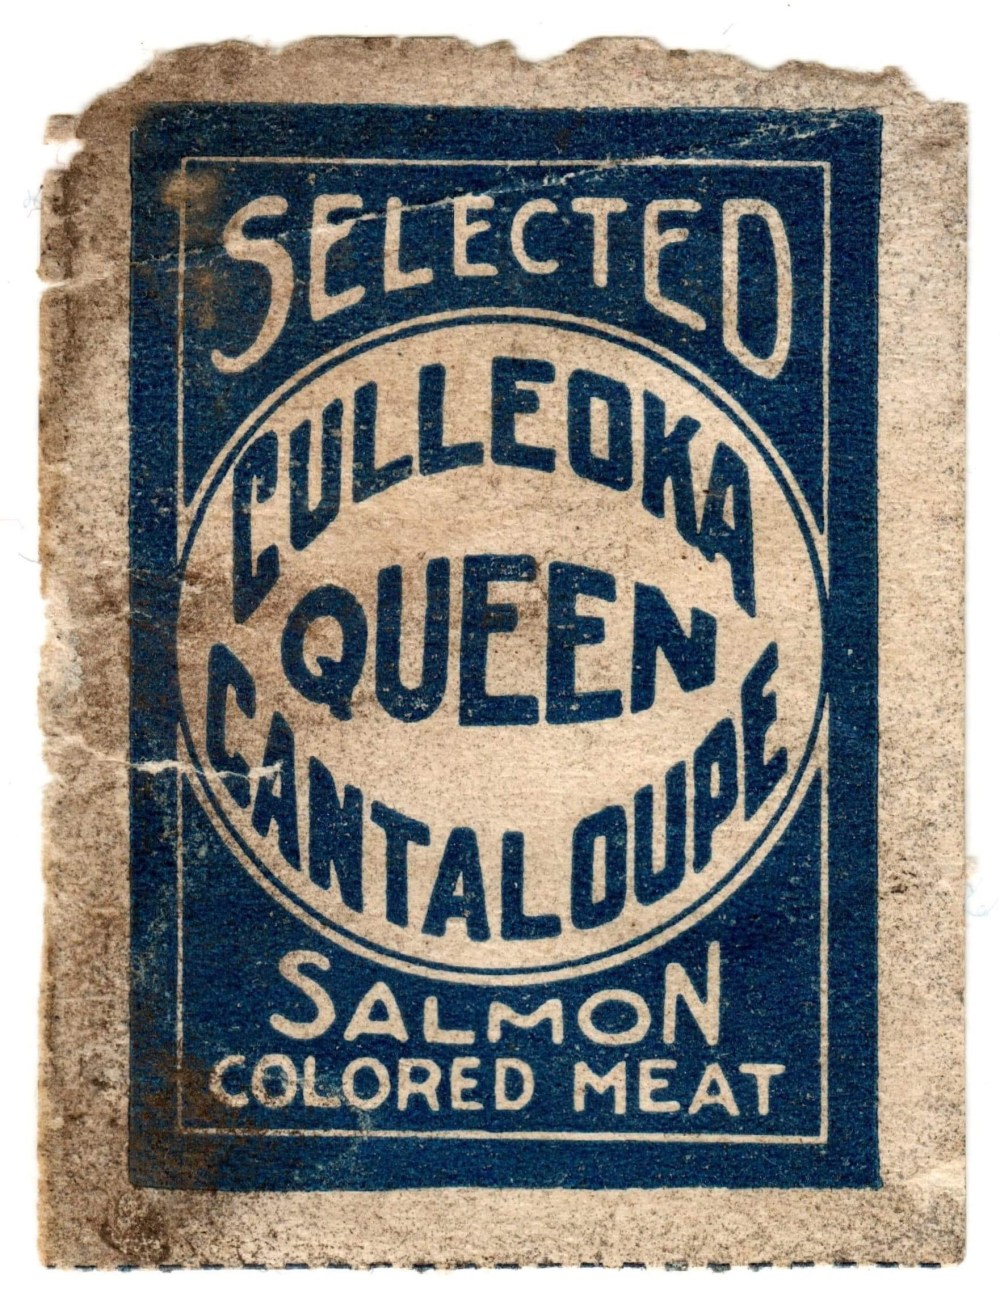 SELECTED
CULLEOKA
QUEEN
CANTALOUPE
SALMON
COLORED MEAT